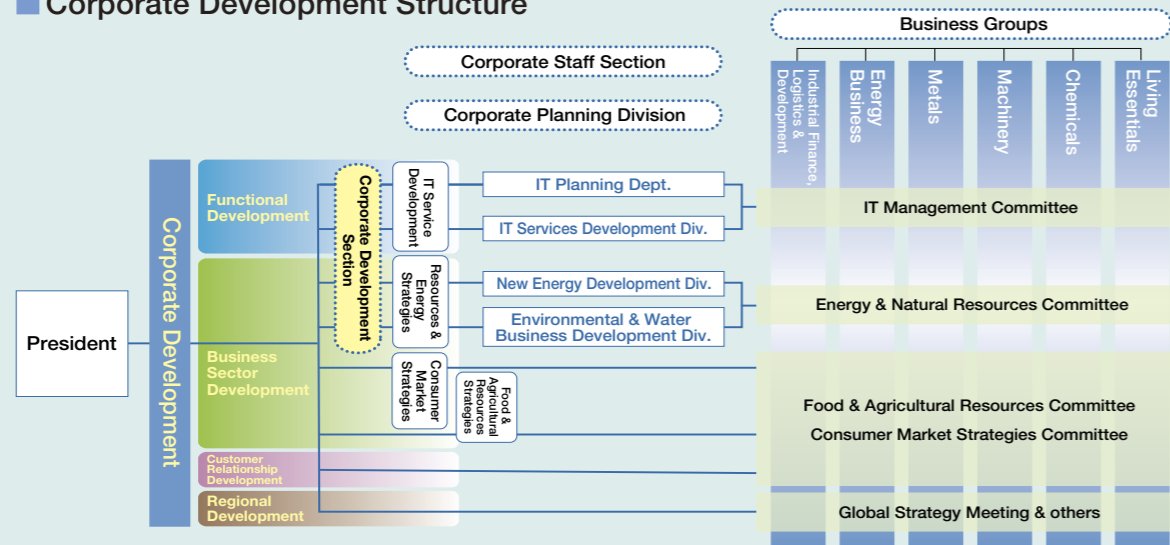 Corporate Development Structure
Business Groups
Corporate Staff Section
Corporate Planning Division
Industrial Finance,
Logistics &
Development
Energy
Business
Metals
Machinery
Chemicals
Living
Essentials
President
Corporate Development
Functional
Development
Business
Sector
Development
Customer
Relationship
Development
Regional
Development
Corporate Development
Section
IT Service
Development
Resources &
Energy
Strategies
Consumer
Market
Strategies
Food &
Agricultural
Resources
Strategies
IT Planning Dept.
IT Services Development Div.
New Energy Development Div.
Environmental & Water
Business Development Div.
IT Management Committee
Energy & Natural Resources Committee
Food & Agricultural Resources Committee
Consumer Market Strategies Committee
Global Strategy Meeting & others